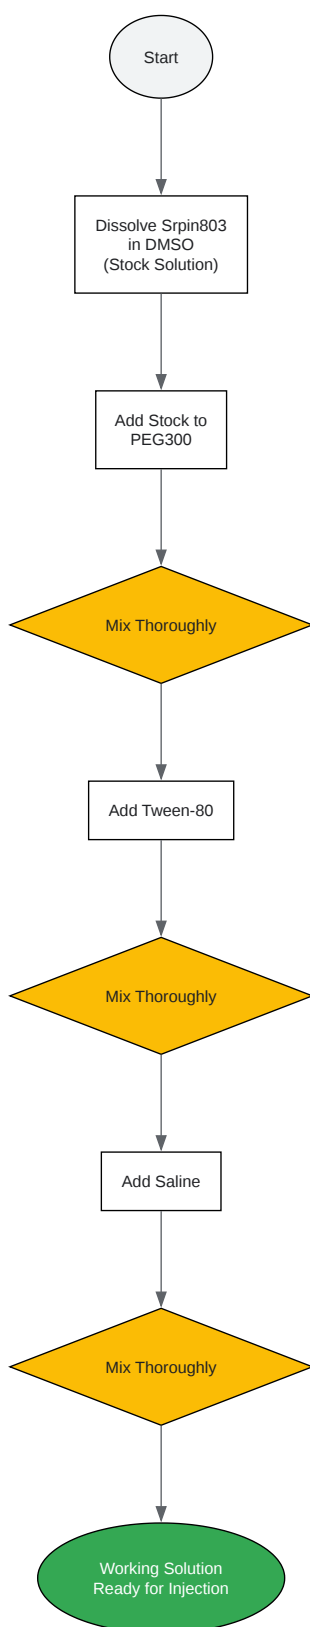 Start
Dissolve Srpin803
in DMSO
(Stock Solution)
Add Stock to
PEG300
Mix Thoroughly
Add Tween-80
Mix Thoroughly
Add Saline
Mix Thoroughly
Working Solution
Ready for Injection